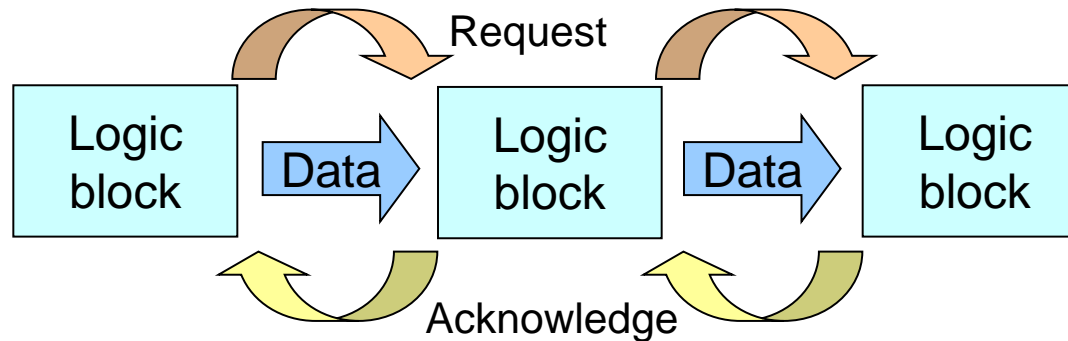 Request
Logic
block
Data
Logic
block
Data
Logic
block
Acknowledge